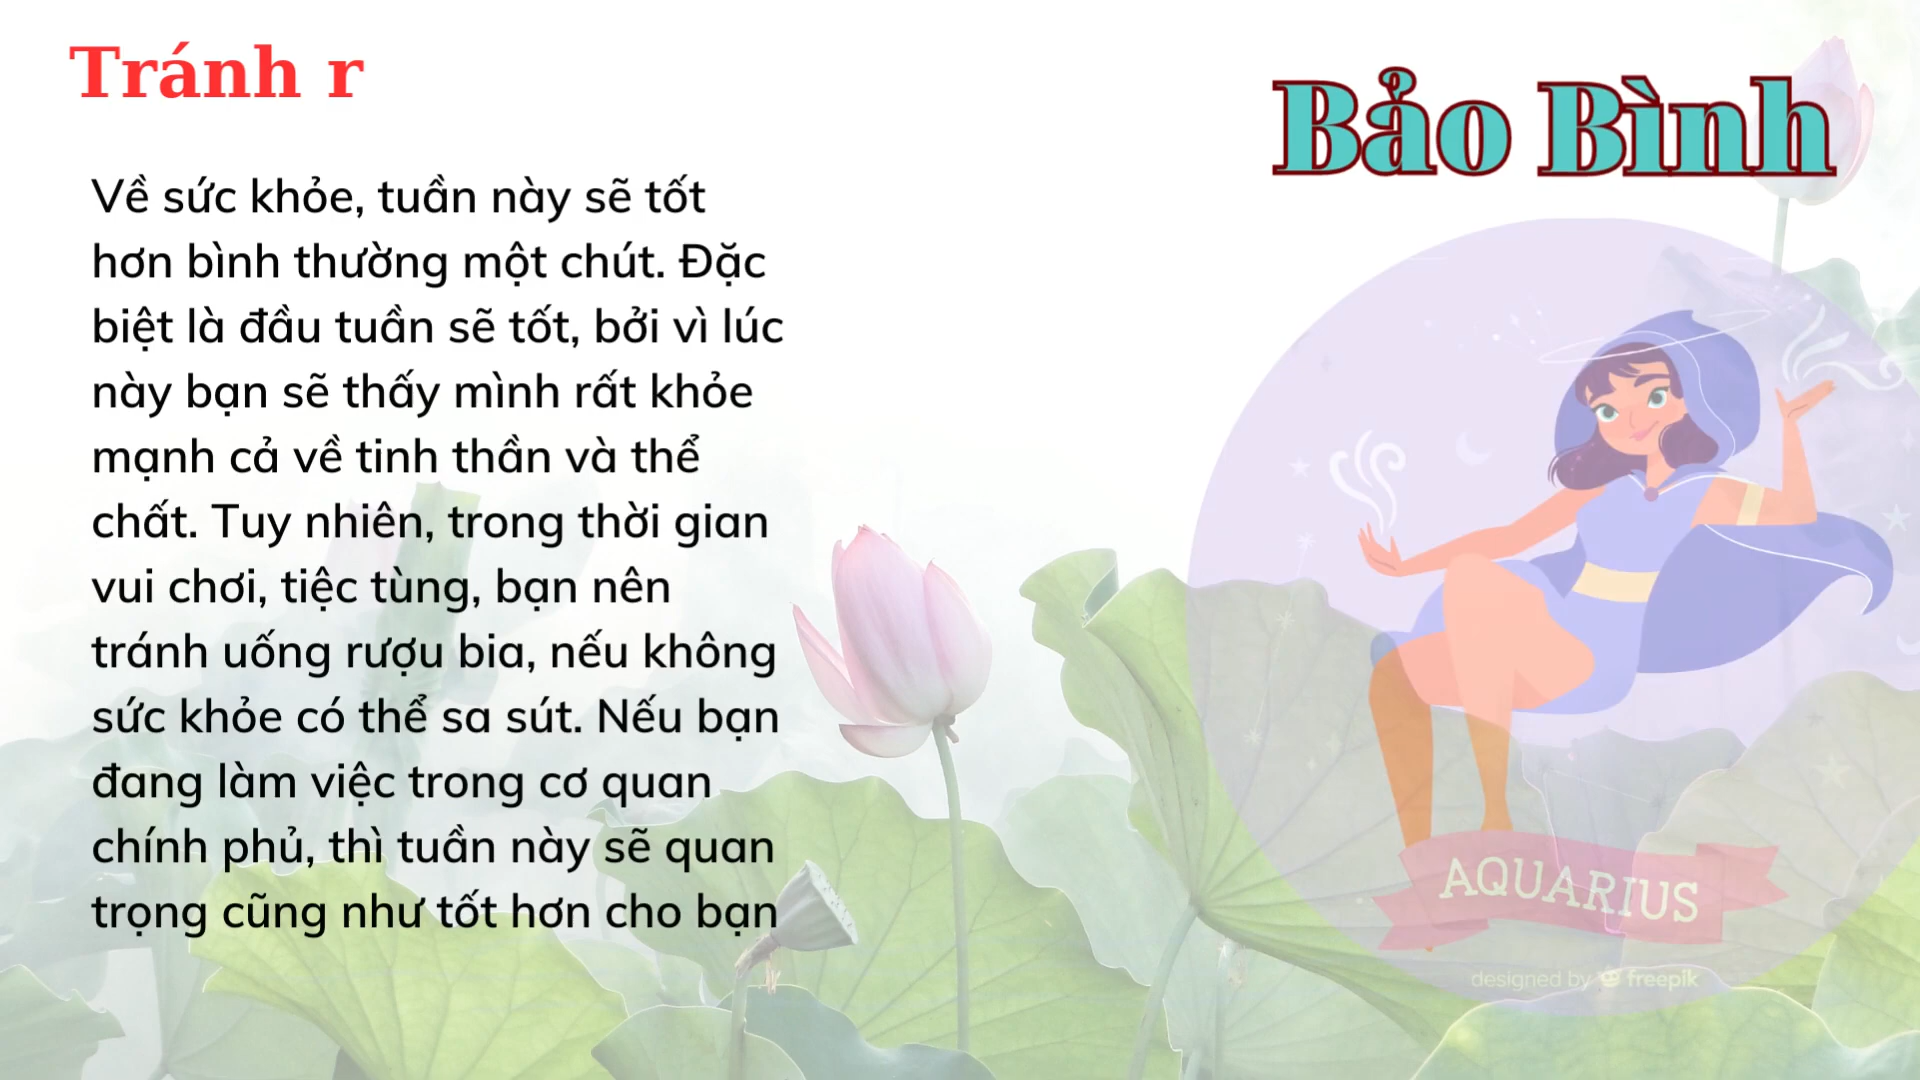 Tránh r
Bảo Bình
Về sức khỏe, tuần này sẽ tốt
hơn bình thường một chút. Đặc
biệt là đầu tuần sẽ tốt, bởi vì lúc
này bạn sẽ thấy mình rất khỏe
mạnh cả về tinh thần và thể
chất. Tuy nhiên, trong thời gian
vui chơi, tiệc tùng, bạn nên
tránh uống rượu bia, nếu không
sức khỏe có thể sa sút. Nếu bạn
đang làm việc trong cơ quan
chính phủ, thì tuần này sẽ quan
trọng cũng như tốt hơn cho bạn
AQUARIUS
designed by freepik